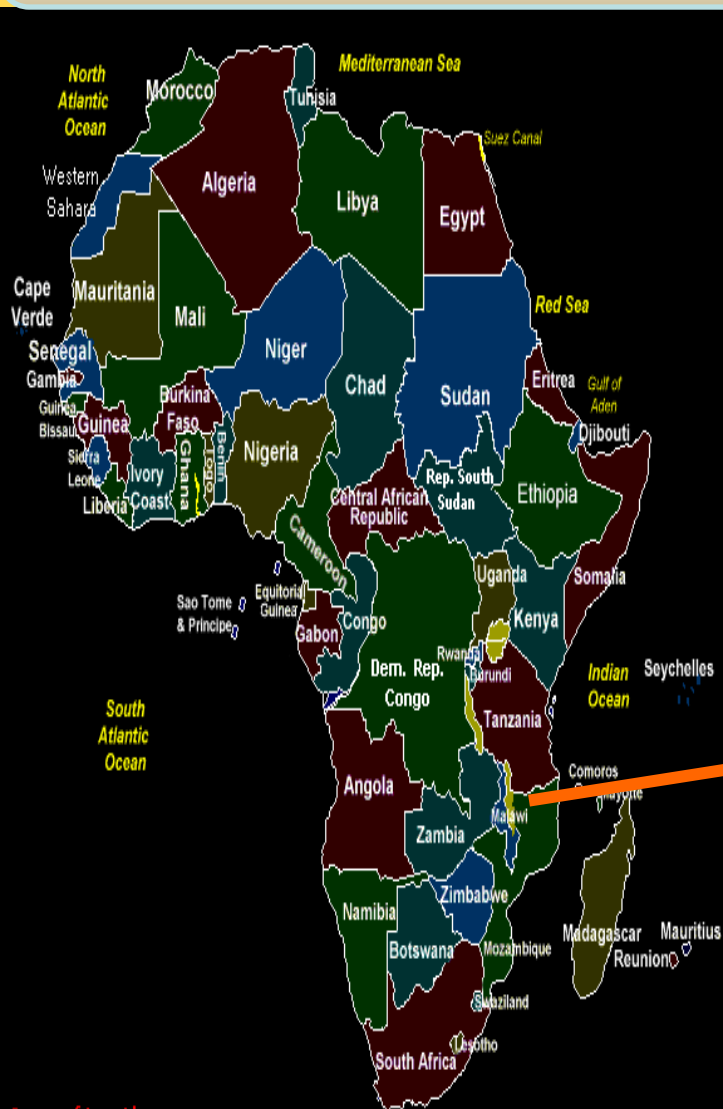 North
Atlantic
Ocean
Mediterranean Sea
Morocco
Tunisia
Suez Canal
Western
Sahara
Algeria
Libya
Egypt
Cape
Verde
Mauritania
Mali
Niger
Chad
Sudan
Red Sea
Senegal
Gambia
Guinea
Bissau
Guinea
Burkina
Faso
Eritrea
Gulf of
Aden
Djibouti
Sierra
Leone
Liberia
Ivory
Coast
Ghana
Togo
Benin
Nigeria
Rep. South
Sudan
Ethiopia
Central African
Republic
Cameroon
Somalia
Uganda
Kenya
Equitorial
Guinea
Sao Tome
& Principe
Gabon
Congo
Rwanda
Burundi
Dem. Rep.
Congo
Tanzania
Indian
Ocean
Seychelles
South
Atlantic
Ocean
Angola
Zambia
Malawi
Comoros
Mayotte
Zimbabwe
Namibia
Botswana
Mozambique
Madagascar
Mauritius
Reunion
Swaziland
Lesotho
South Africa